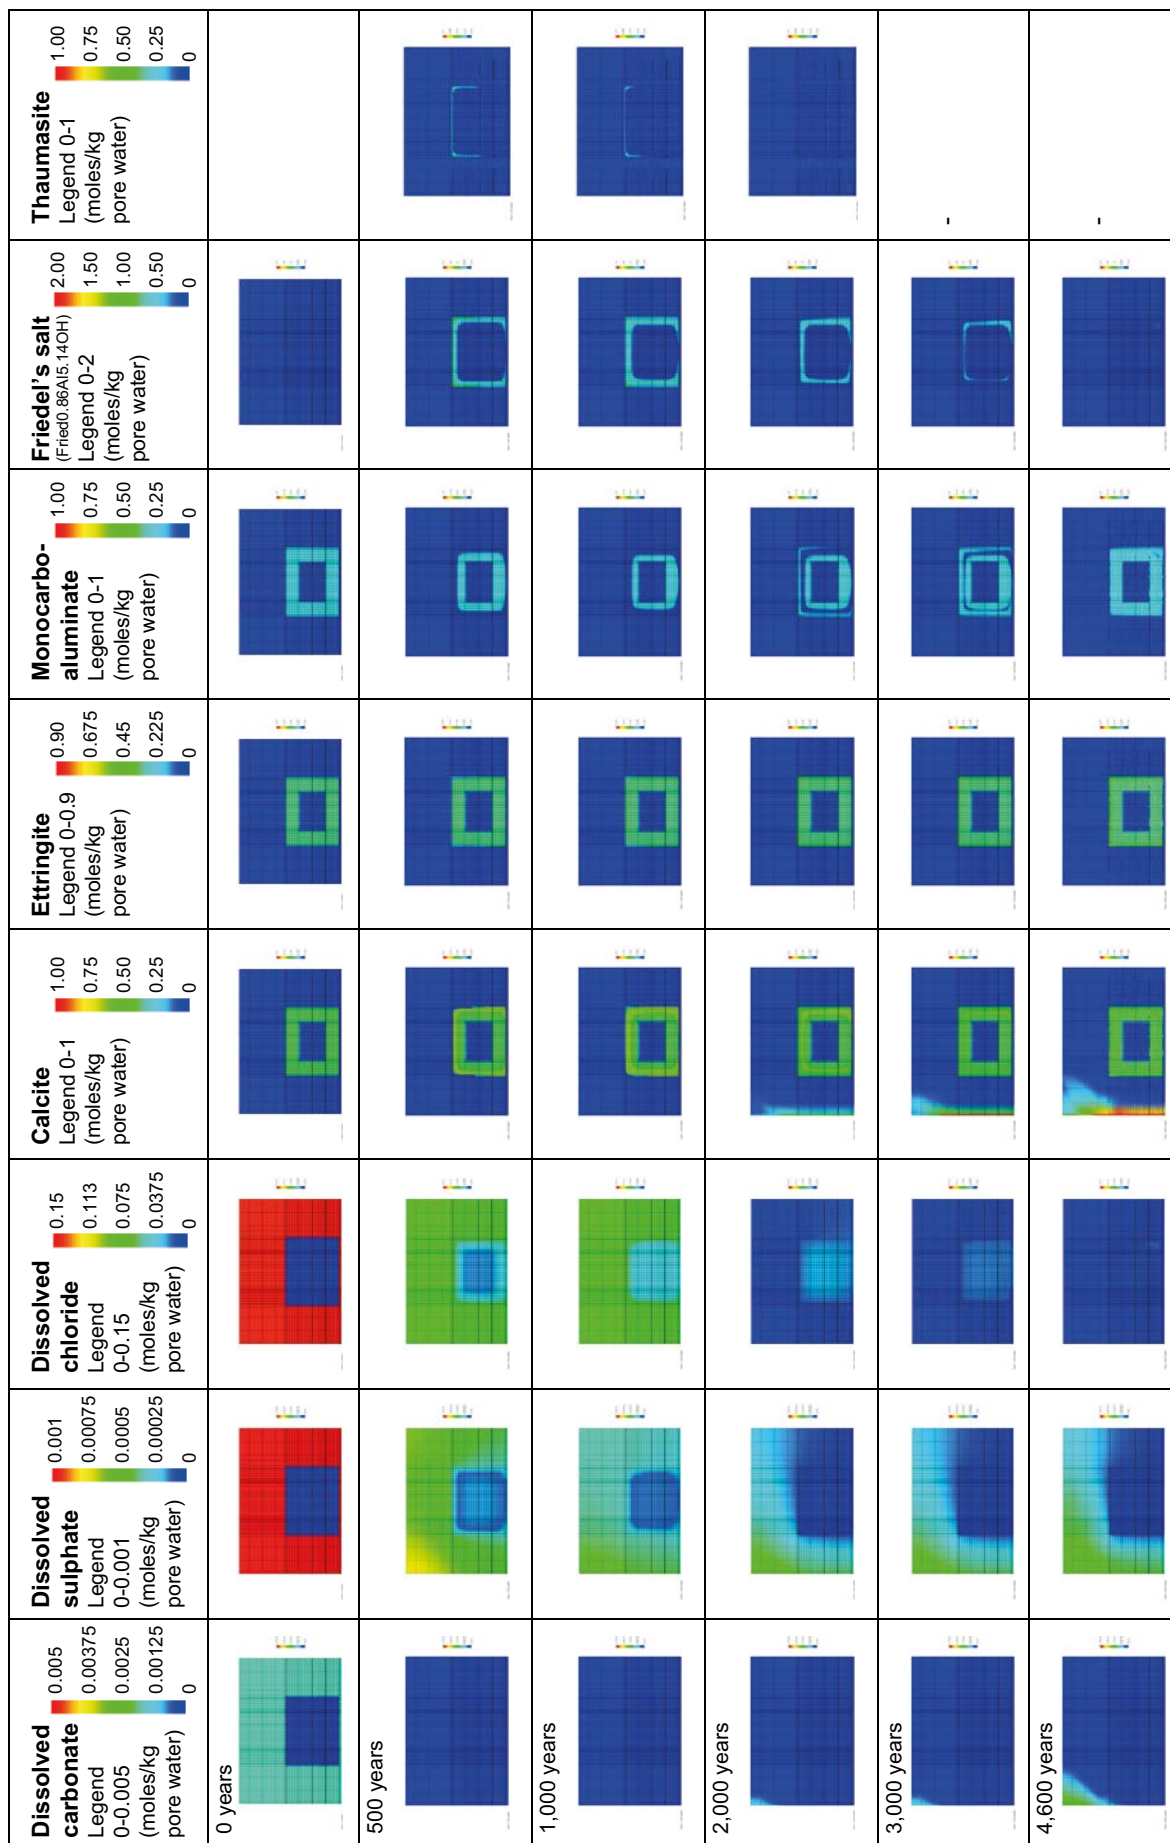 Dissolved
carbonate
Legend
0-0.005
(moles/kg
pore water)
0.005
0.00375
0.0025
0.00125
0
Dissolved
sulphate
Legend
0-0.001
(moles/kg
pore water)
0.001
0.00075
0.0005
0.00025
0
Dissolved
chloride
Legend
0-0.15
(moles/kg
pore water)
0.15
0.113
0.075
0.0375
0
Calcite
Legend 0-1
(moles/kg
pore water)
1.00
0.75
0.50
0.25
0
Ettringite
Legend 0-0.9
(moles/kg
pore water)
0.90
0.675
0.45
0.225
0
Monocarbo-
aluminate
Legend 0-1
(moles/kg
pore water)
1.00
0.75
0.50
0.25
0
Friedel's salt
(Fried0.86Al5.14OH)
Legend 0-2
(moles/kg
pore water)
2.00
1.50
1.00
0.50
0
Thaumasite
Legend 0-1
(moles/kg
pore water)
1.00
0.75
0.50
0.25
0
0 years
500 years
1,000 years
2,000 years
3,000 years
-
4,600 years
-